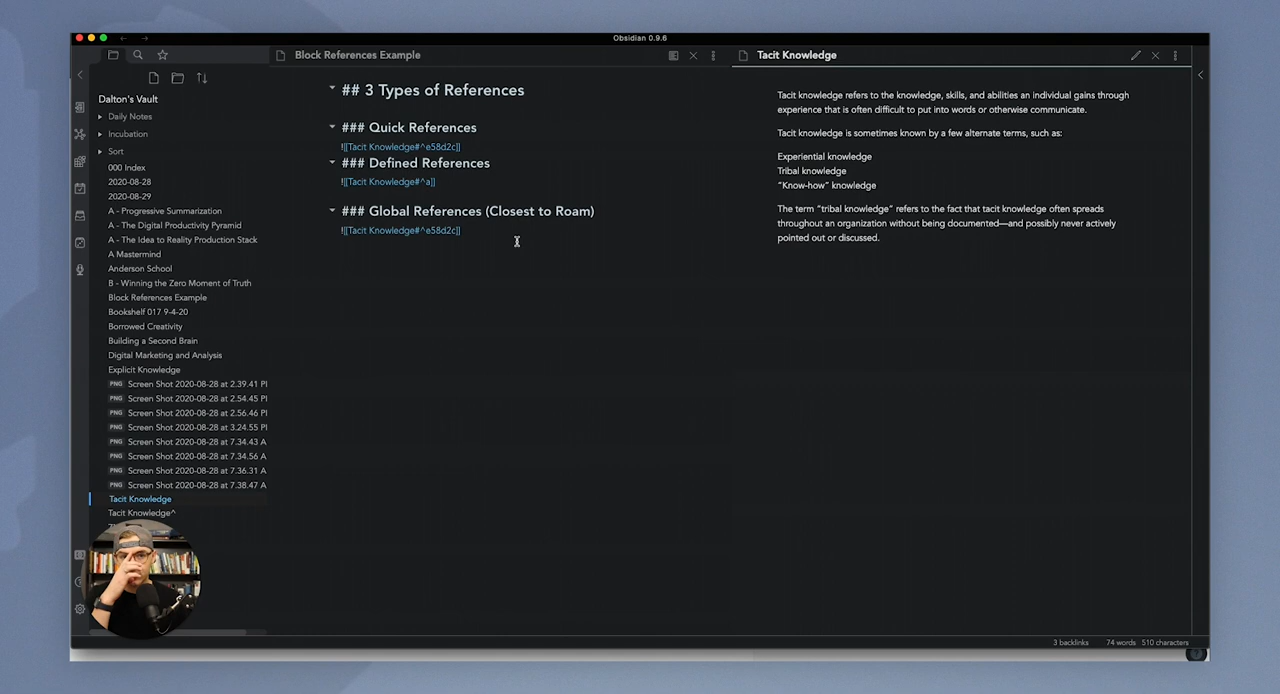 Obsidian 0.9.6
Block References Example
Tacit Knowledge
Dalton's Vault
Daily Notes
Incubation
Sort
000 Index
2020-08-28
2020-08-29
A - Progressive Summarization
A - The Digital Productivity Pyramid
A - The Idea to Reality Production Stack
A Mastermind
Anderson School
B - Winning the Zero Moment of Truth
Block References Example
Bookshelf 017 9-4-20
Borrowed Creativity
Building a Second Brain
Digital Marketing and Analysis
Explicit Knowledge
PNG Screen Shot 2020-08-28 at 2.39.41 P
PNG Screen Shot 2020-08-28 at 2.54.45 P
PNG Screen Shot 2020-08-28 at 2.56.46 P
PNG Screen Shot 2020-08-28 at 3.24.55 P
PNG Screen Shot 2020-08-28 at 7.34.43 A
PNG Screen Shot 2020-08-28 at 7.34.56 A
PNG Screen Shot 2020-08-28 at 7.36.31 A
PNG Screen Shot 2020-08-28 at 7.38.47 A
Tacit Knowledge
Tacit Knowledge^
## 3 Types of References
### Quick References
![[Tacit Knowledge#^e58d2c]]
### Defined References
![[Tacit Knowledge#^a]]
### Global References (Closest to Roam)
![[Tacit Knowledge#^e58d2c]]
Tacit knowledge refers to the knowledge, skills, and abilities an individual gains through
experience that is often difficult to put into words or otherwise communicate.
Tacit knowledge is sometimes known by a few alternate terms, such as:
Experiential knowledge
Tribal knowledge
“Know-how” knowledge
The term “tribal knowledge” refers to the fact that tacit knowledge often spreads
throughout an organization without being documented—and possibly never actively
pointed out or discussed.
3 backlinks 74 words 510 characters